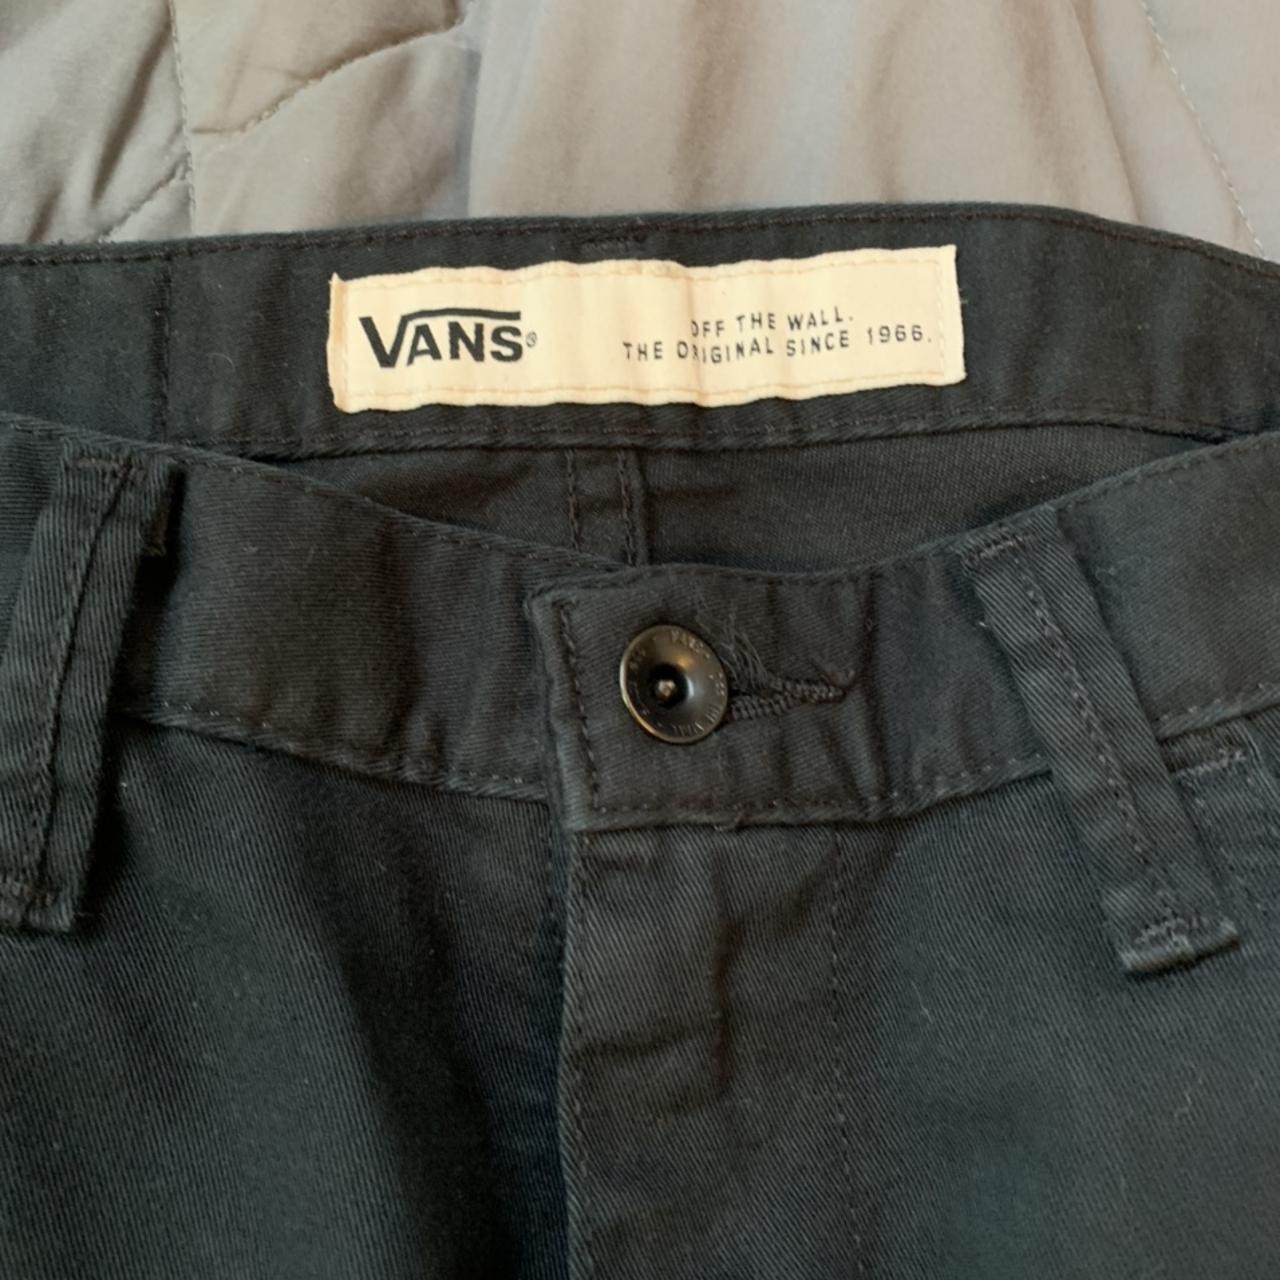 VANS®
OFF THE WALL.
THE ORIGINAL SINCE 1966.